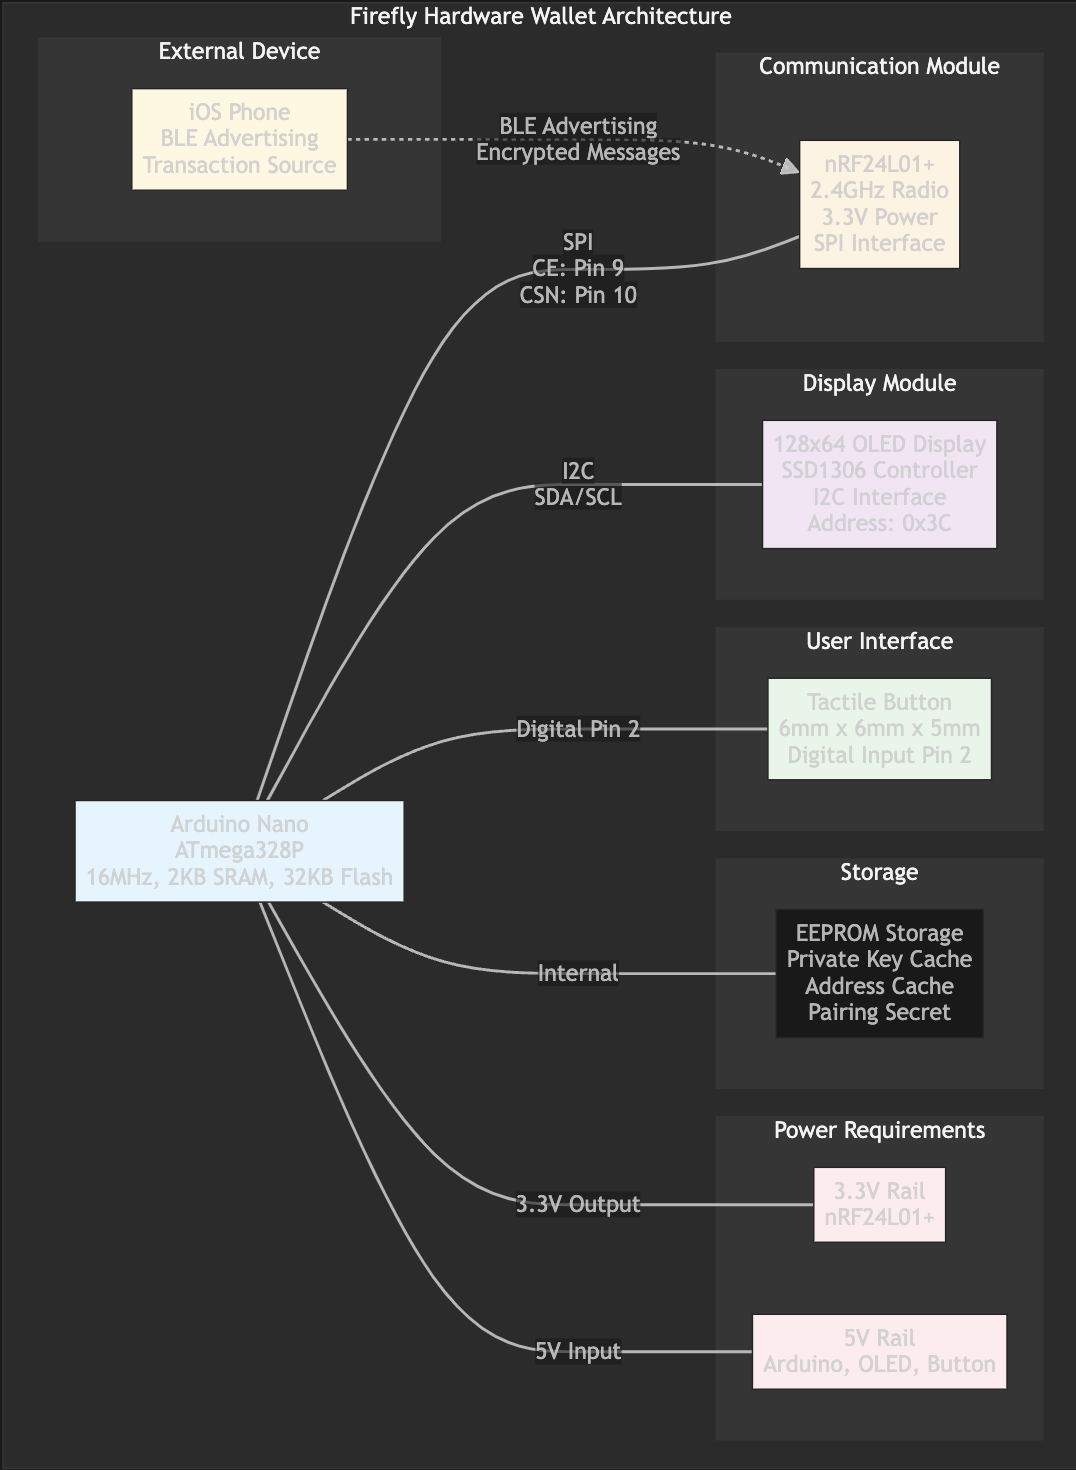 Firefly Hardware Wallet Architecture
External Device
iOS Phone
BLE Advertising
Transaction Source
BLE Advertising
Encrypted Messages
Communication Module
nRF24L01+
2.4GHz Radio
3.3V Power
SPI Interface
SPI
CE: Pin 9
CSN: Pin 10
Display Module
128x64 OLED Display
SSD1306 Controller
I2C Interface
Address: 0x3C
I2C
SDA/SCL
User Interface
Tactile Button
6mm x 6mm x 5mm
Digital Input Pin 2
Digital Pin 2
Arduino Nano
ATmega328P
16MHz, 2KB SRAM, 32KB Flash
Storage
EEPROM Storage
Private Key Cache
Address Cache
Pairing Secret
Internal
Power Requirements
3.3V Rail
nRF24L01+
3.3V Output
5V Rail
Arduino, OLED, Button
5V Input